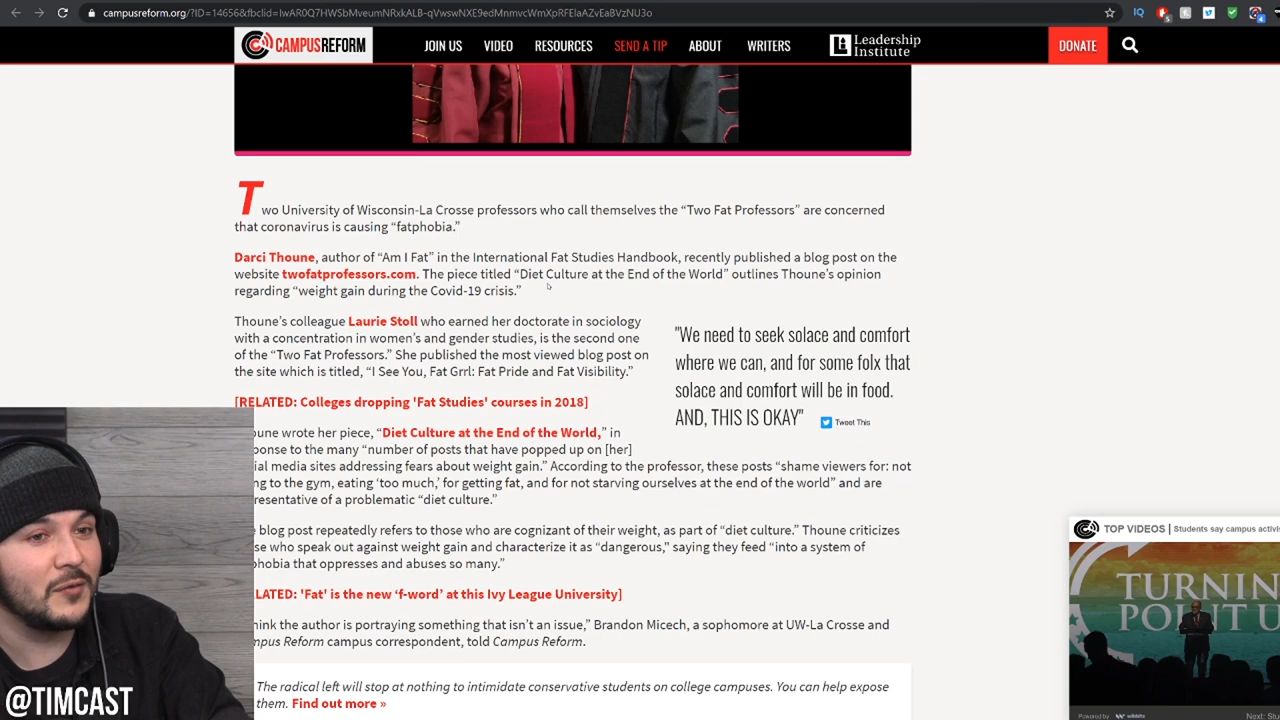 campusreform.org/?ID=14656&fbclid=IwAR0Q7HWSbMveumNRxkALB-qVwswNXE9edMnmvcWmXpRFElaAZvEaBVzNU3o
CAMPUSREFORM
JOIN US
VIDEO
RESOURCES
SEND A TIP
ABOUT
WRITERS
Leadership
Institute
DONATE
Two University of Wisconsin-La Crosse professors who call themselves the “Two Fat Professors” are concerned
that coronavirus is causing “fatphobia.”
Darci Thoune, author of “Am I Fat” in the International Fat Studies Handbook, recently published a blog post on the
website twofatprofessors.com. The piece titled “Diet Culture at the End of the World” outlines Thoune’s opinion
regarding “weight gain during the Covid-19 crisis.”
Thoune’s colleague Laurie Stoll who earned her doctorate in sociology
with a concentration in women’s and gender studies, is the second one
of the “Two Fat Professors.” She published the most viewed blog post on
the site which is titled, “I See You, Fat Grrl: Fat Pride and Fat Visibility.”
"We need to seek solace and comfort
where we can, and for some folx that
solace and comfort will be in food.
AND, THIS IS OKAY"
Tweet This
[RELATED: Colleges dropping 'Fat Studies' courses in 2018]
oune wrote her piece, “Diet Culture at the End of the World,” in
ponse to the many “number of posts that have popped up on [her]
ial media sites addressing fears about weight gain.” According to the professor, these posts “shame viewers for: not
ng to the gym, eating ‘too much,’ for getting fat, and for not starving ourselves at the end of the world” and are
resentative of a problematic “diet culture.”
e blog post repeatedly refers to those who are cognizant of their weight, as part of “diet culture.” Thoune criticizes
se who speak out against weight gain and characterize it as “dangerous," saying they feed “into a system of
phobia that oppresses and abuses so many.”
LATED: 'Fat' is the new ‘f-word’ at this Ivy League University]
hink the author is portraying something that isn’t an issue,” Brandon Micech, a sophomore at UW-La Crosse and
mpus Reform campus correspondent, told Campus Reform.
The radical left will stop at nothing to intimidate conservative students on college campuses. You can help expose
them. Find out more »
TOP VIDEOS | Students say campus activis
TURNIN
POINT U
Powered by
Next: Stu
@TIMCAST